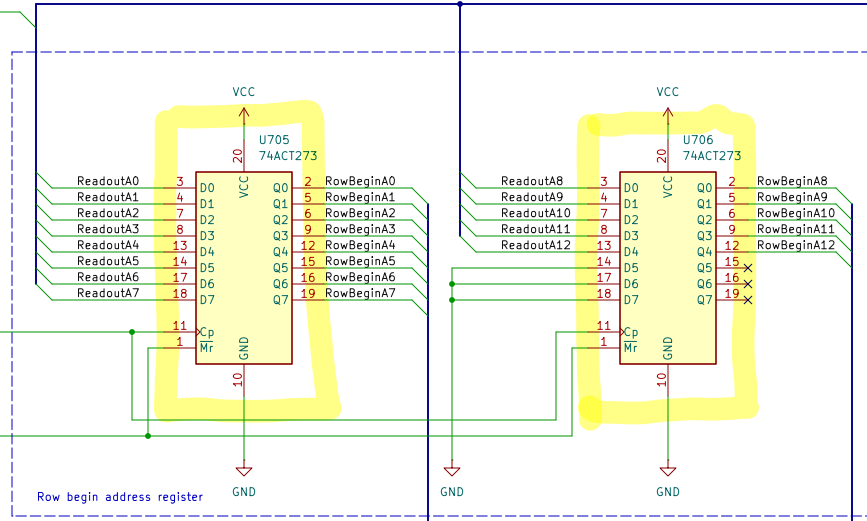 VCC
U705
74ACT273
20
VCC
ReadoutA0 3 D0 Q0 2 RowBeginA0
ReadoutA1 4 D1 Q1 5 RowBeginA1
ReadoutA2 7 D2 Q2 6 RowBeginA2
ReadoutA3 8 D3 Q3 9 RowBeginA3
ReadoutA4 13 D4 Q4 12 RowBeginA4
ReadoutA5 14 D5 Q5 15 RowBeginA5
ReadoutA6 17 D6 Q6 16 RowBeginA6
ReadoutA7 18 D7 Q7 19 RowBeginA7
11 Cp
1 Mr
GND
10
GND
VCC
U706
74ACT273
20
VCC
ReadoutA8 3 D0 Q0 2 RowBeginA8
ReadoutA9 4 D1 Q1 5 RowBeginA9
ReadoutA10 7 D2 Q2 6 RowBeginA10
ReadoutA11 8 D3 Q3 9 RowBeginA11
ReadoutA12 13 D4 Q4 12 RowBeginA12
14 D5 Q5 15
17 D6 Q6 16
18 D7 Q7 19
11 Cp
1 Mr
GND
10
GND
GND
Row begin address register